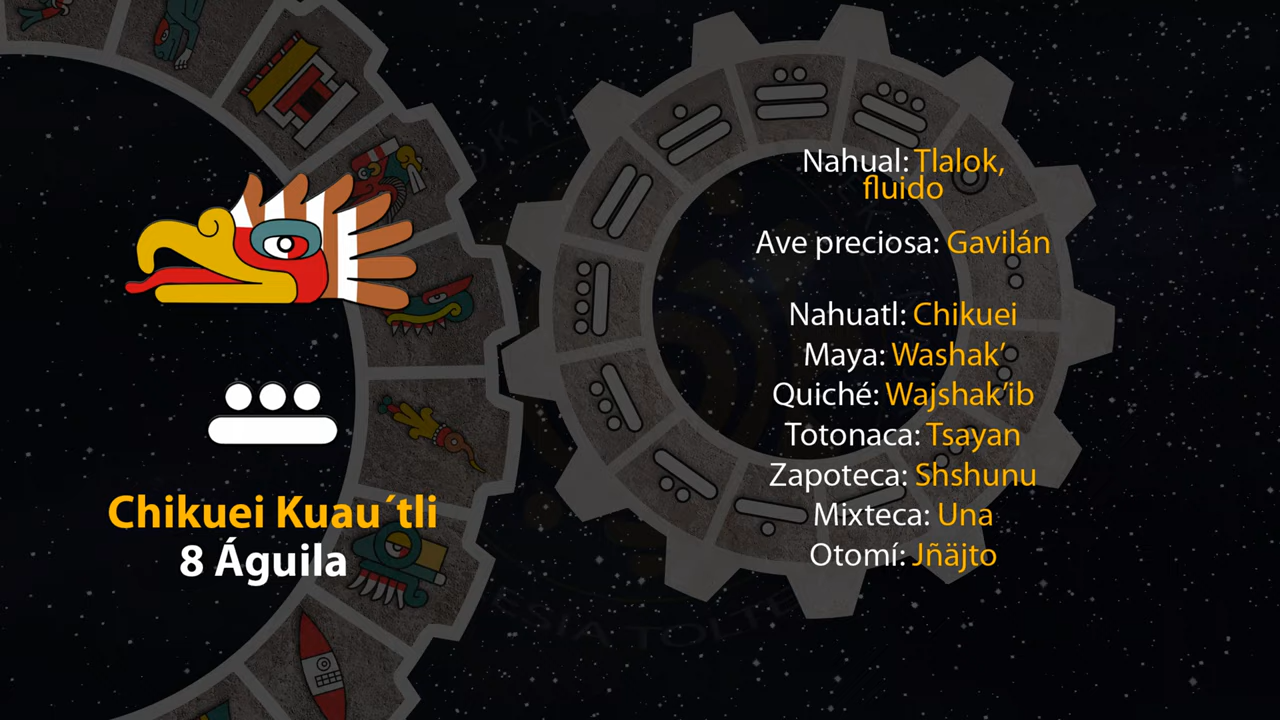 Chikuei Kuau´tli
8 Águila
Nahual: Tlalok,
fluido
Ave preciosa: Gavilán
Nahuatl: Chikuei
Maya: Washak’
Quiché: Wajshak’ib
Totonaca: Tsayan
Zapoteca: Shshunu
Mixteca: Una
Otomí: Jñäjto